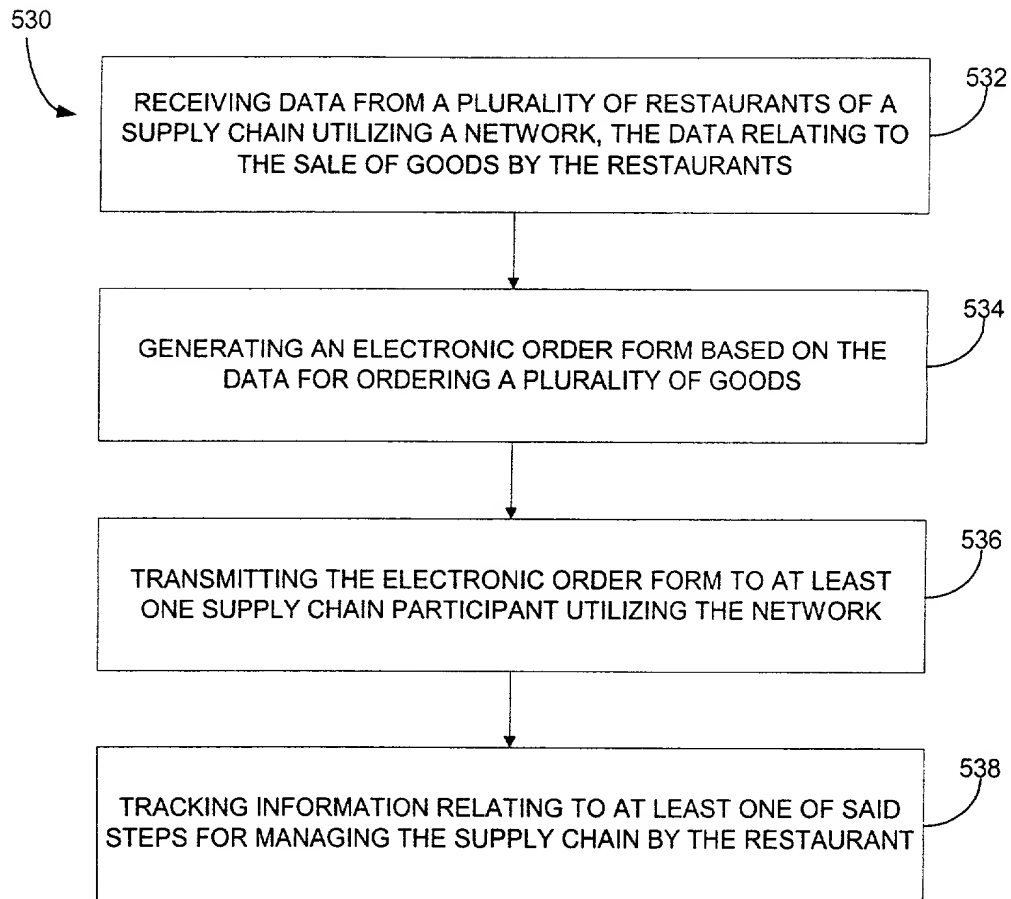 530
532
RECEIVING DATA FROM A PLURALITY OF RESTAURANTS OF A
SUPPLY CHAIN UTILIZING A NETWORK, THE DATA RELATING TO
THE SALE OF GOODS BY THE RESTAURANTS
534
GENERATING AN ELECTRONIC ORDER FORM BASED ON THE
DATA FOR ORDERING A PLURALITY OF GOODS
536
TRANSMITTING THE ELECTRONIC ORDER FORM TO AT LEAST
ONE SUPPLY CHAIN PARTICIPANT UTILIZING THE NETWORK
538
TRACKING INFORMATION RELATING TO AT LEAST ONE OF SAID
STEPS FOR MANAGING THE SUPPLY CHAIN BY THE RESTAURANT